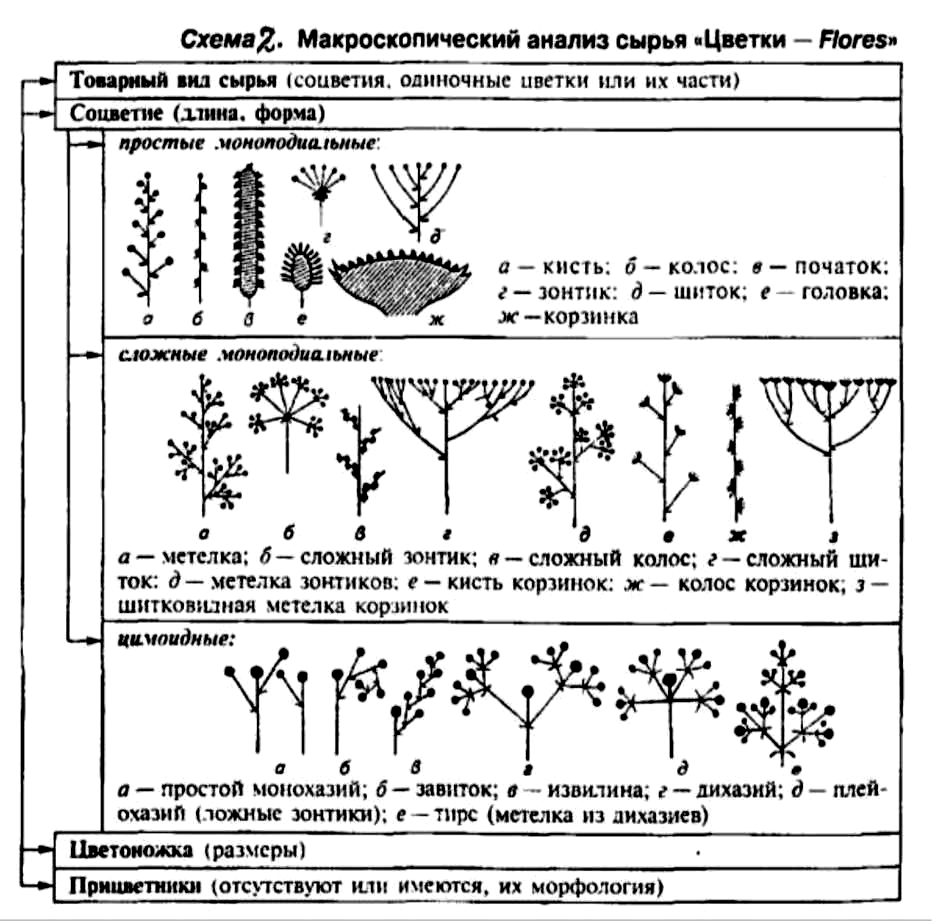 Схема 2. Макроскопический анализ сырья «Цветки — Flores»
Товарный вид сырья (соцветия, одиночные цветки или их части)
Соцветие (длина, форма)
простые моноподиальные:
г д
а б в е ж
а — кисть; б — колос; в — початок;
г — зонтик; д — щиток; е — головка;
ж — корзинка
сложные моноподиальные:
а б в г д е ж з
а — метелка; б — сложный зонтик; в — сложный колос; г — сложный щи-
ток; д — метелка зонтиков; е — кисть корзинок; ж — колос корзинок; з —
щитковидная метелка корзинок
цимоидные:
а б в г д е
а — простой монохазий; б — завиток; в — извилина; г — дихазий; д — плей-
охазий (ложные зонтики); е — тирс (метелка из дихазиев)
Цветоножка (размеры)
Прицветники (отсутствуют или имеются, их морфология)